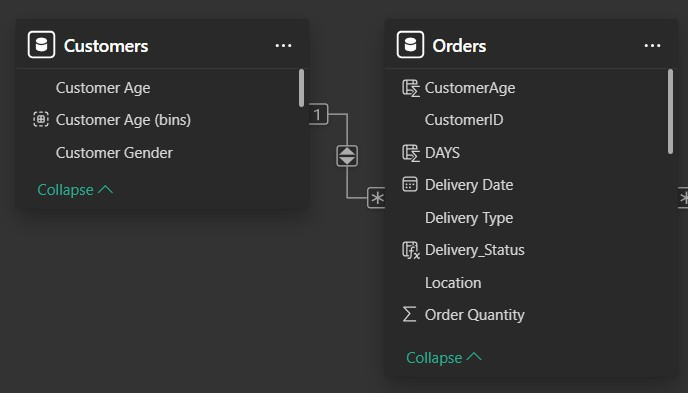 Customers
...
Customer Age
Customer Age (bins)
Customer Gender
Collapse
1
*
Orders
...
CustomerAge
CustomerID
DAYS
Delivery Date
Delivery Type
Delivery_Status
Location
Order Quantity
Collapse
*